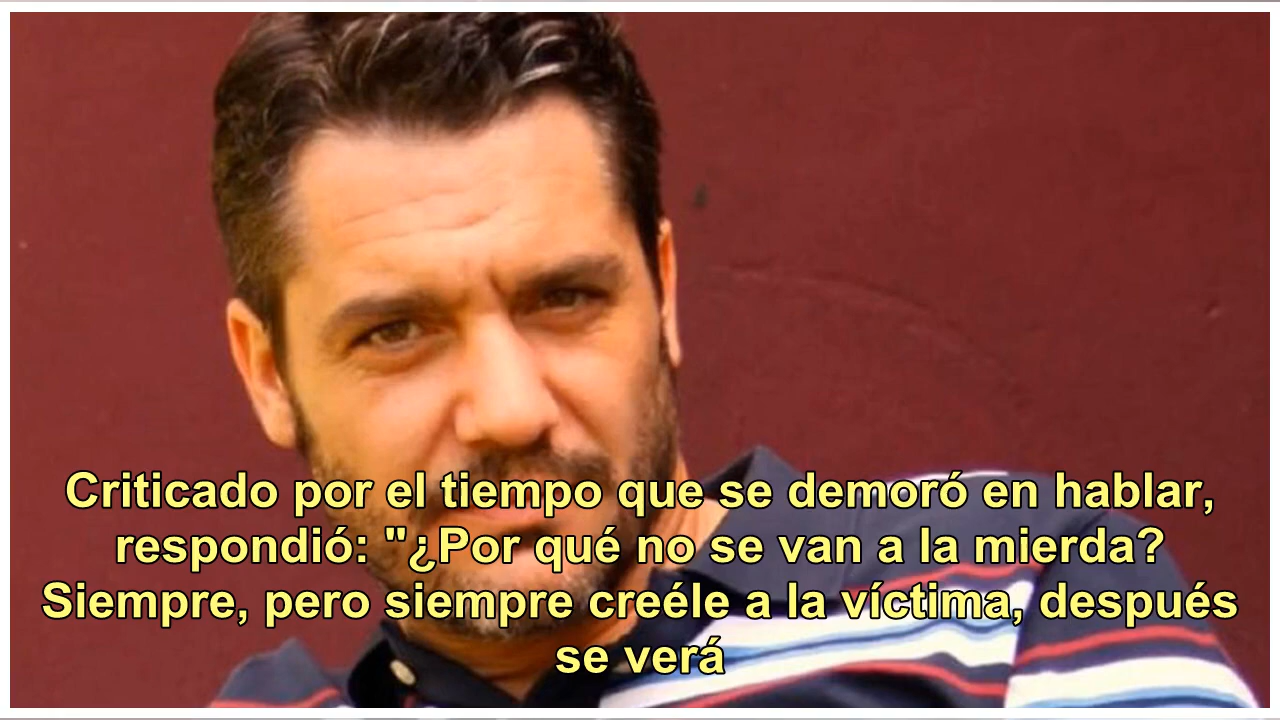 Criticado por el tiempo que se demoró en hablar,
respondió: "¿Por qué no se van a la mierda?
Siempre, pero siempre creéle a la víctima, después
se verá